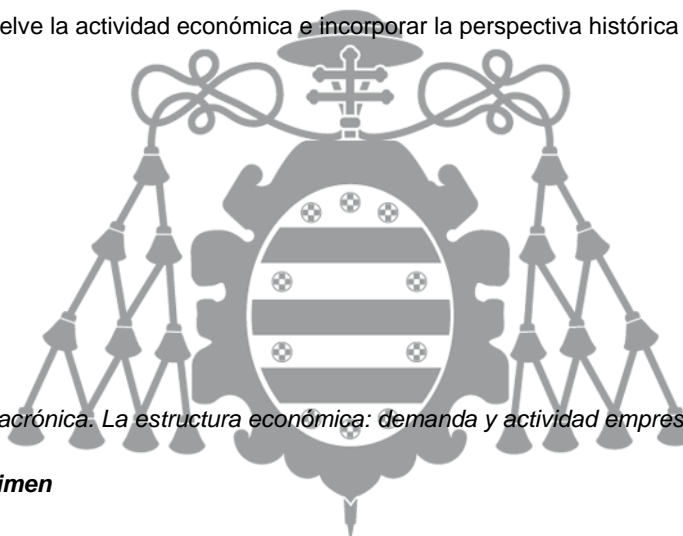 elve la actividad económica e incorporar la perspectiva histórica
acrónica. La estructura económica: demanda y actividad empres
imen